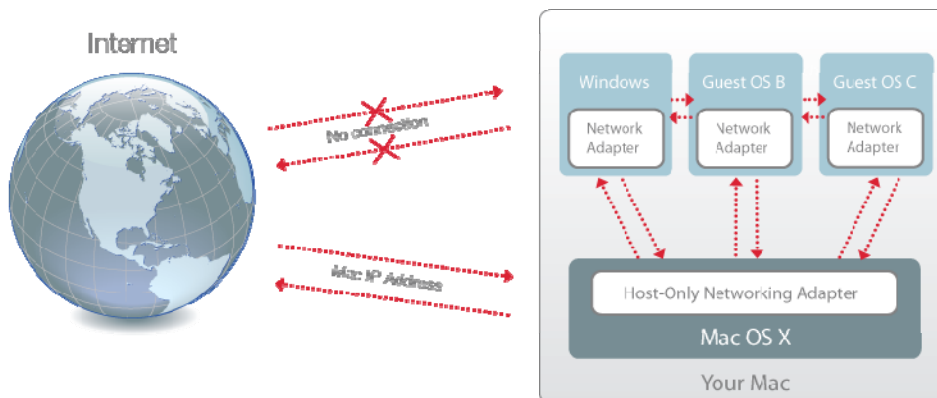 Internet
No connection
Mac IP Address
Windows
Guest OS B
Guest OS C
Network
Adapter
Network
Adapter
Network
Adapter
Host-Only Networking Adapter
Mac OS X
Your Mac